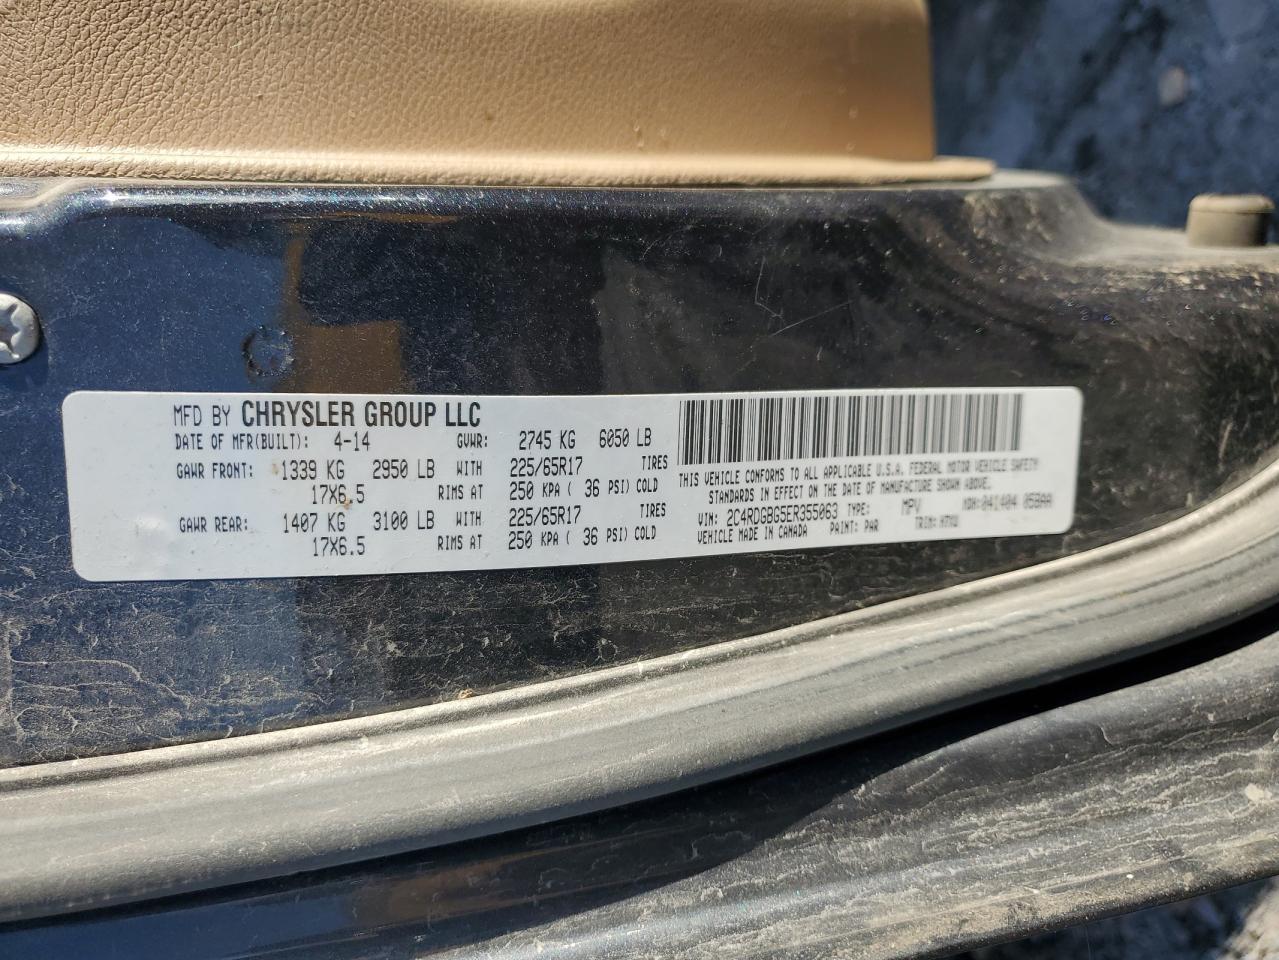 MFD BY CHRYSLER GROUP LLC
DATE OF MFR(BUILT): 4-14 GVWR: 2745 KG 6050 LB
GAWR FRONT: 1339 KG 2950 LB WITH 225/65R17 TIRES
17X6.5 RIMS AT 250 KPA ( 36 PSI) COLD
GAWR REAR: 1407 KG 3100 LB WITH 225/65R17 TIRES
17X6.5 RIMS AT 250 KPA ( 36 PSI) COLD
THIS VEHICLE CONFORMS TO ALL APPLICABLE U.S.A. FEDERAL MOTOR VEHICLE SAFETY
STANDARDS IN EFFECT ON THE DATE OF MANUFACTURE SHOWN ABOVE.
VIN: 2C4RDGBG5ER355063 TYPE: MPV MDH: 041404 058AA
VEHICLE MADE IN CANADA PAINT: PAR TRIM: